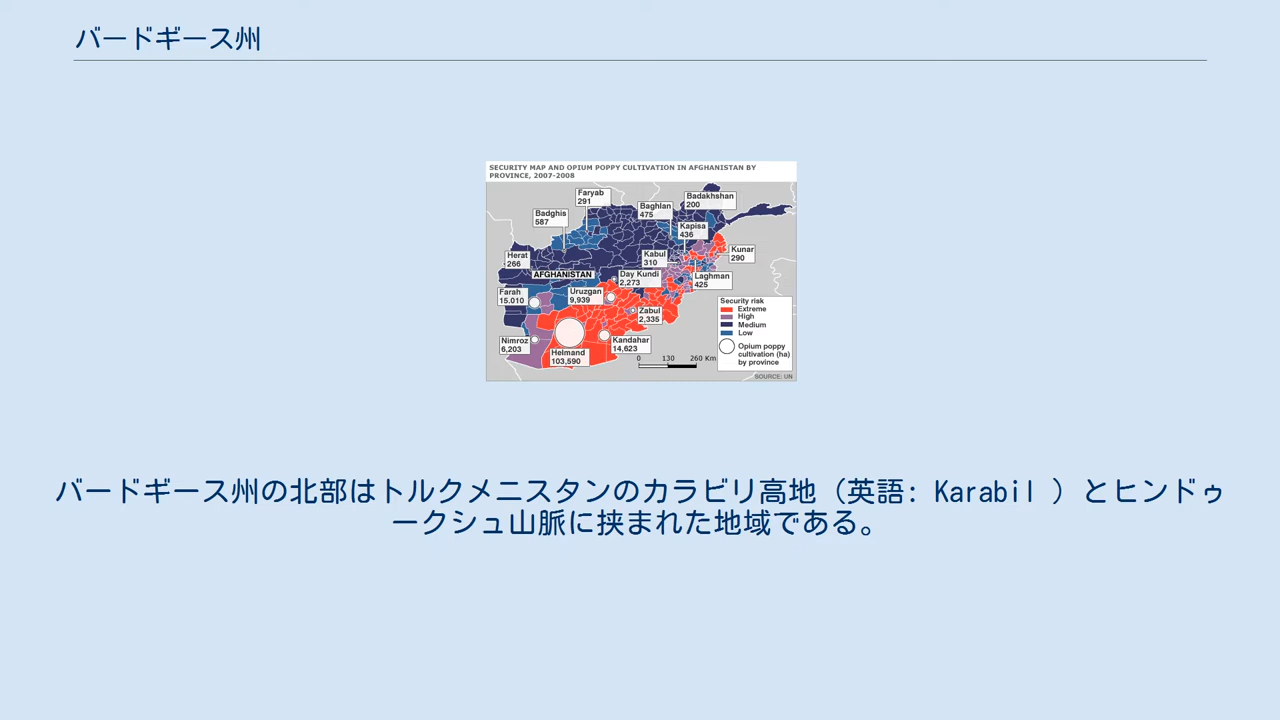 バードギース州
SECURITY MAP AND OPIUM POPPY CULTIVATION IN AFGHANISTAN BY
PROVINCE, 2007-2008
Faryab
291
Badakhshan
200
Baghlan
475
Badghis
587
Kapisa
436
Kunar
290
Herat
266
Kabul
310
AFGHANISTAN
Day Kundi
2,273
Laghman
425
Farah
15.010
Uruzgan
9,939
Zabul
2,335
Nimroz
6,203
Kandahar
14,623
Helmand
103,590
Security risk
Extreme
High
Medium
Low
Opium poppy
cultivation (ha)
by province
0 130 260 Km
SOURCE: UN
バードギース州の北部はトルクメニスタンのカラビリ高地（英語: Karabil ）とヒンドゥ
ークシュ山脈に挟まれた地域である。